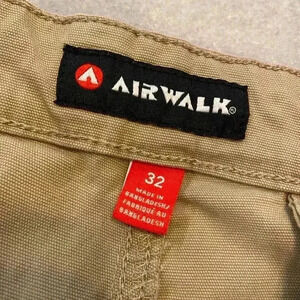 AIRWALK®
32
MADE IN
BANGLADESH/
FABRIQUÉ AU
BANGLADESH